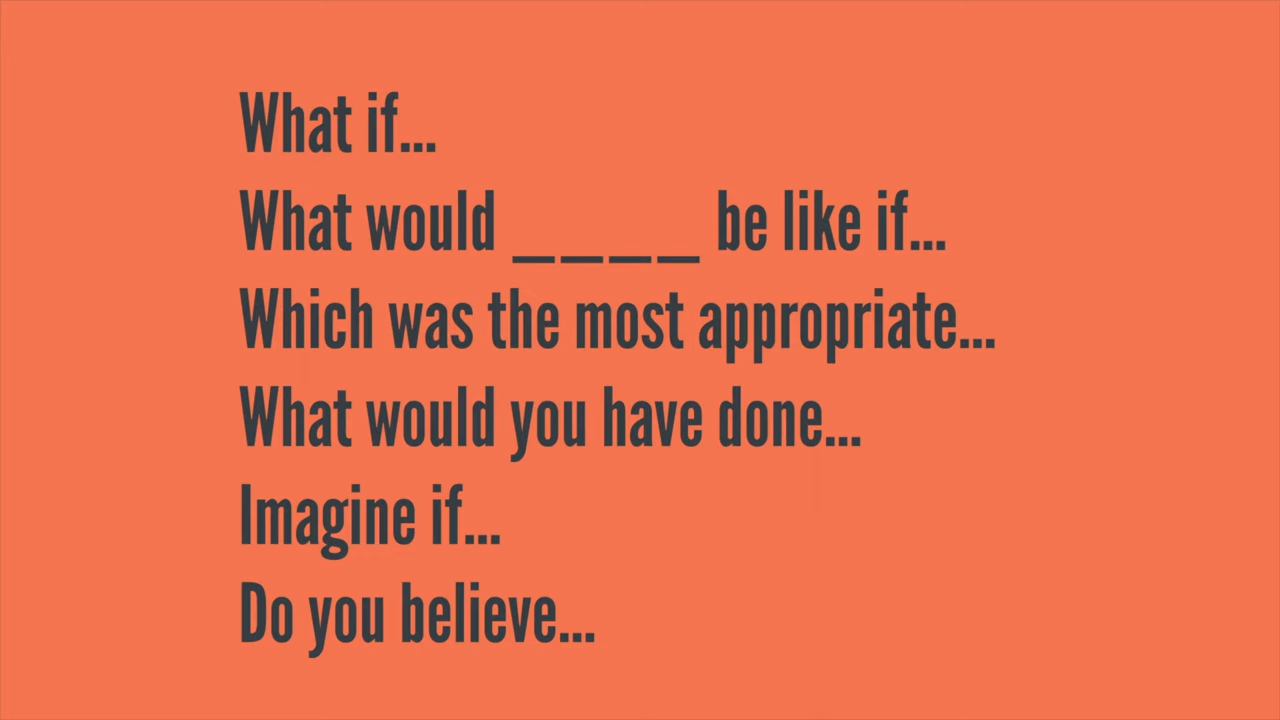 What if...
What would _ _ _ _ be like if...
Which was the most appropriate...
What would you have done...
Imagine if...
Do you believe...